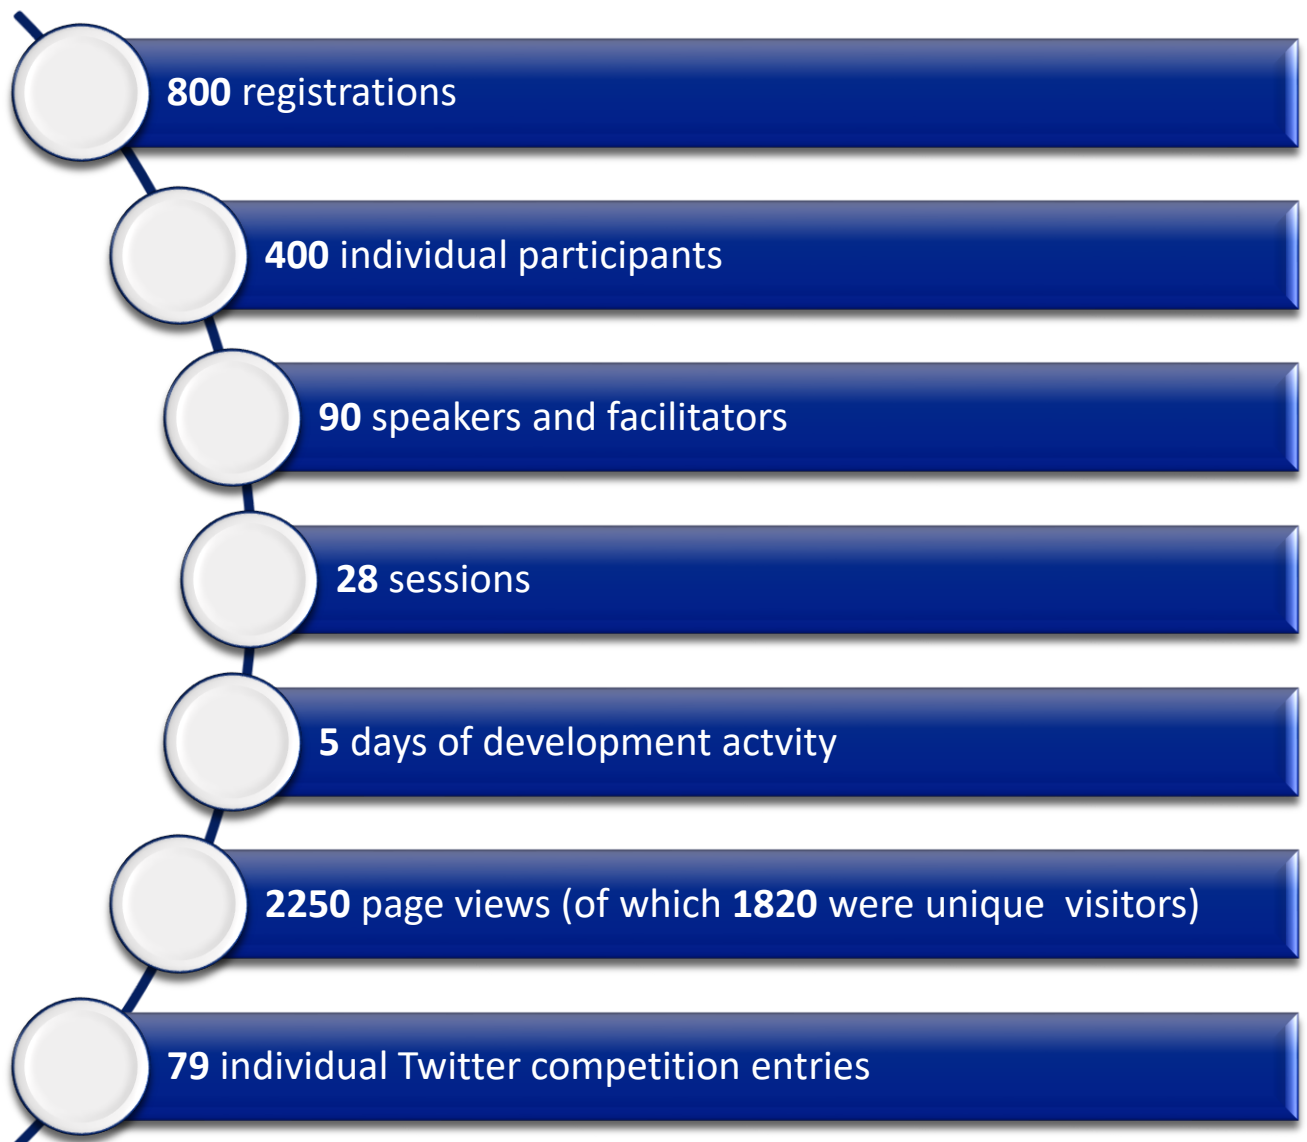 800 registrations
400 individual participants
90 speakers and facilitators
28 sessions
5 days of development actvity
2250 page views (of which 1820 were unique  visitors)
79 individual Twitter competition entries